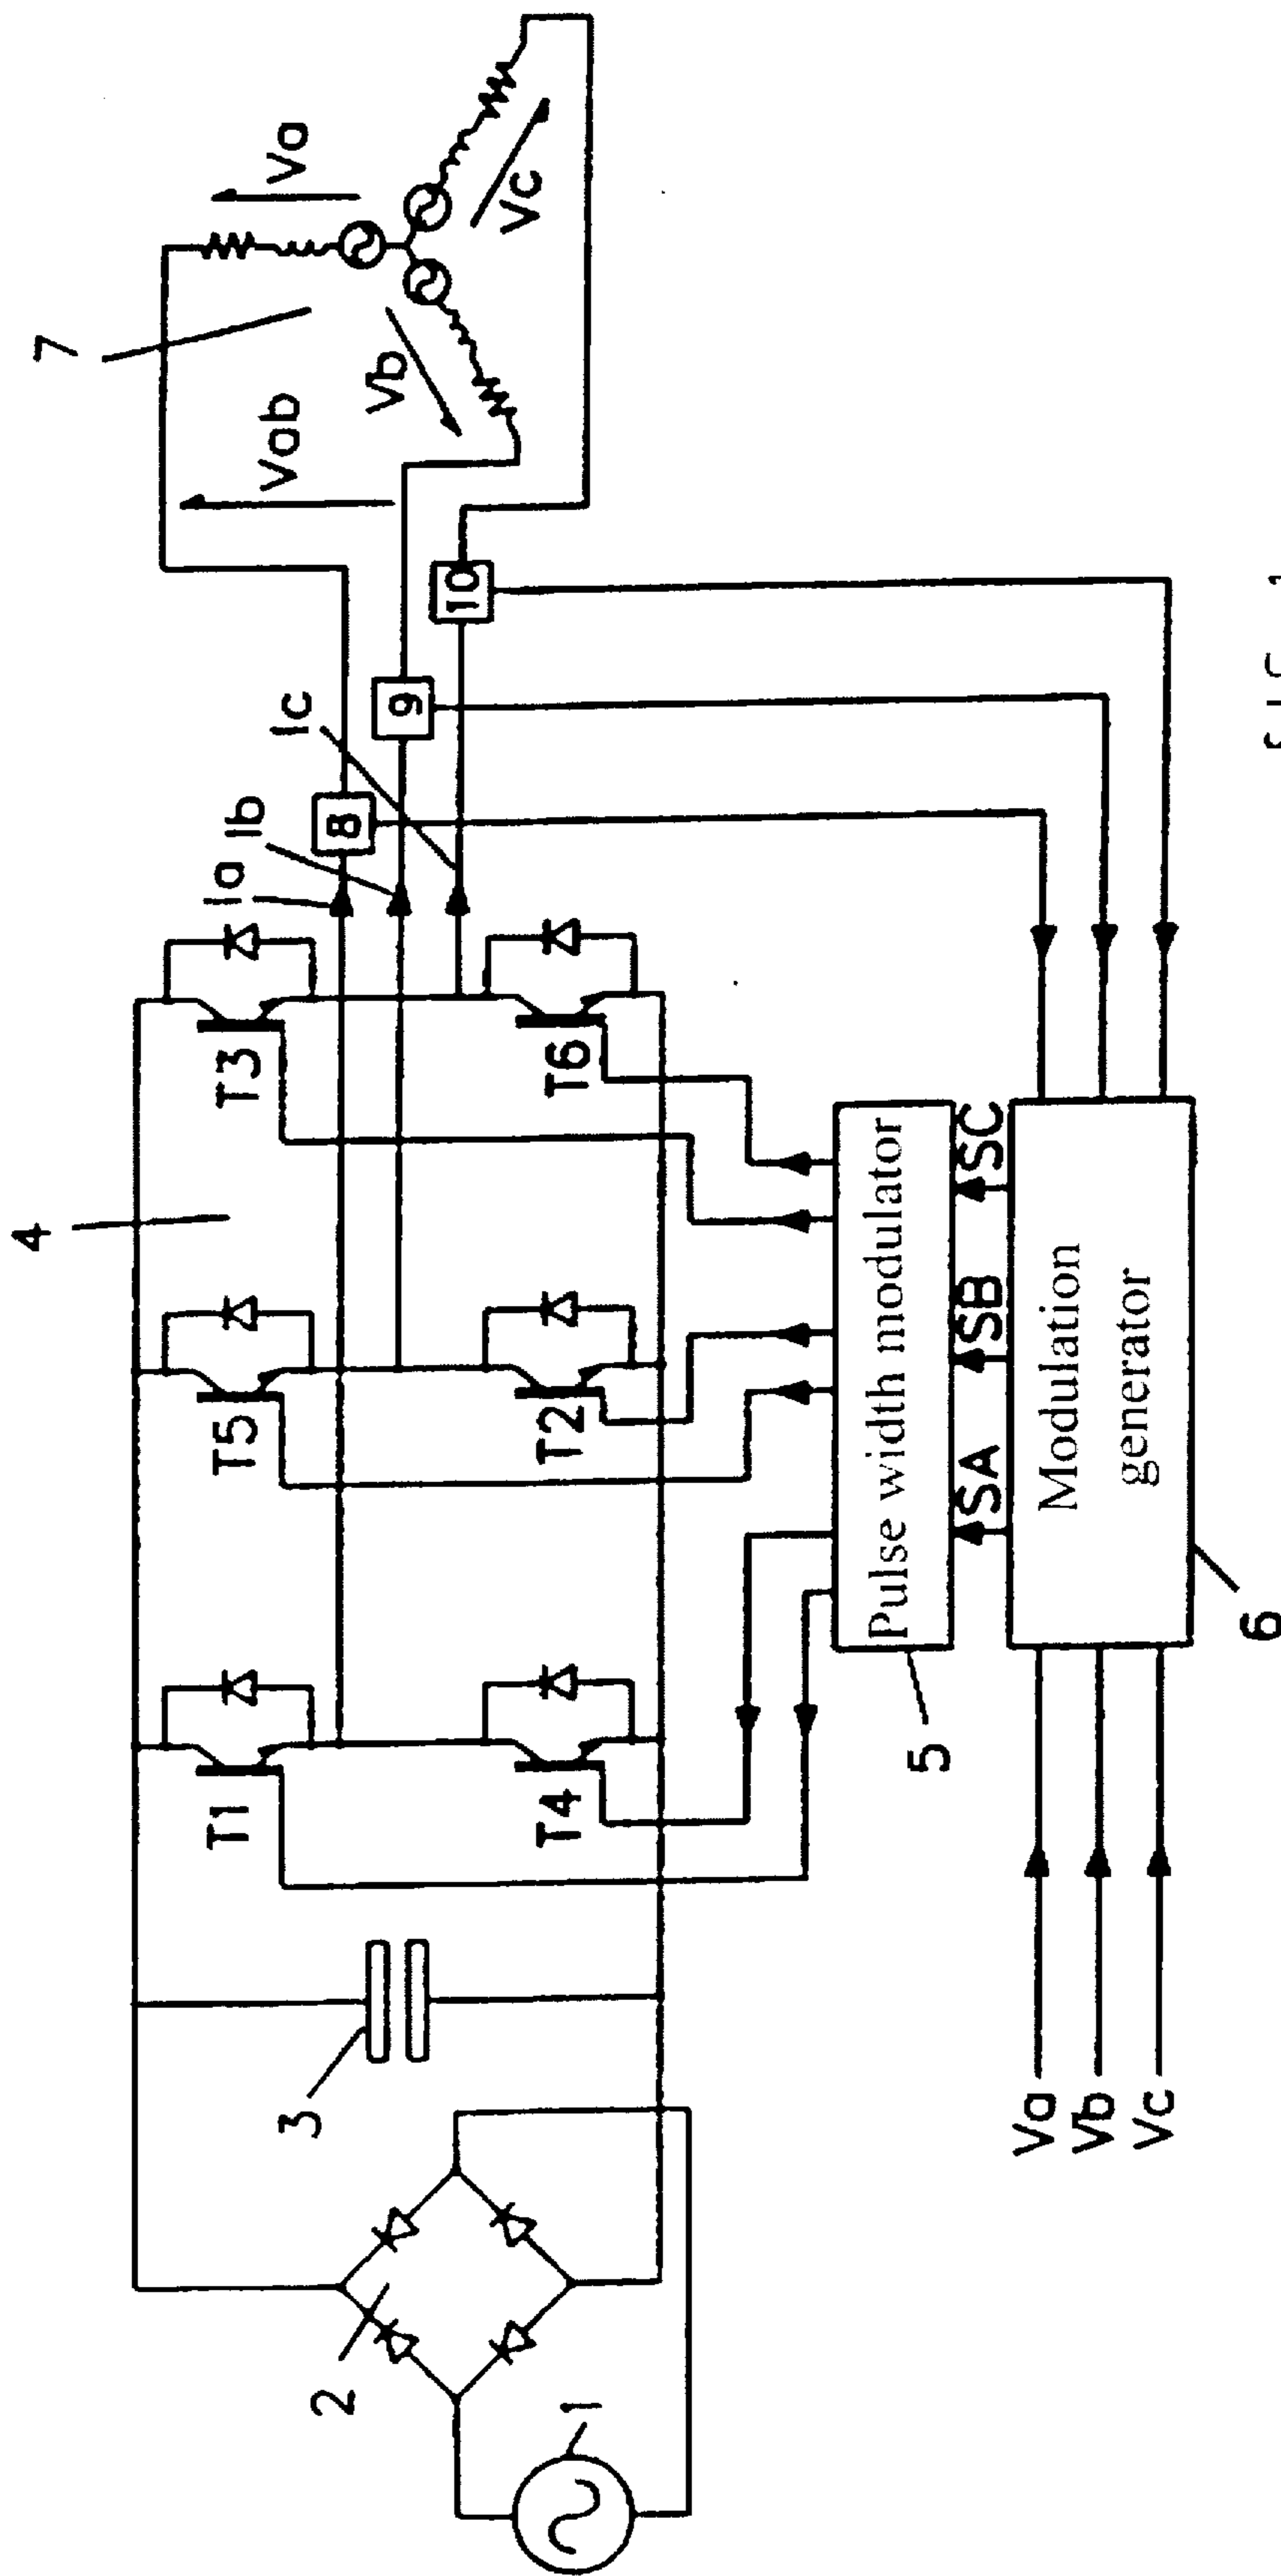 4
7
T1
T5
T3
T4
T2
T6
Ia
Ib
Ic
8
9
10
Vab
Va
Vb
Vc
3
2
1
5
Pulse width modulator
SA
SB
SC
Modulation
generator
6
Va
Vb
Vc